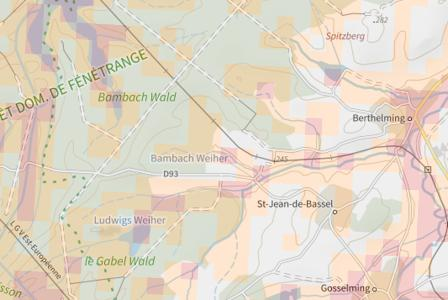 282
Spitzberg
ET DOM. DE FÉNÉTRANGE
Bambach Wald
Berthelming
Bambach Weiher
245
D93
St-Jean-de-Bassel
Ludwigs Weiher
L G V Est-Européenne
le Gabel Wald
Gosselming